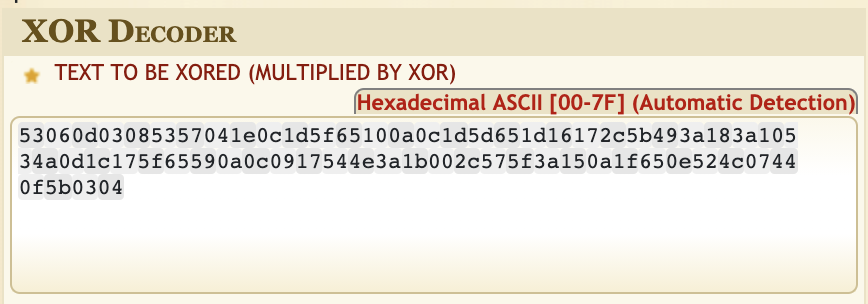 XOR DECODER
TEXT TO BE XORED (MULTIPLIED BY XOR)
Hexadecimal ASCII [00-7F] (Automatic Detection)
53060d03085357041e0c1d5f65100a0c1d5d651d16172c5b493a183a105
34a0d1c175f65590a0c0917544e3a1b002c575f3a150a1f650e524c0744
0f5b0304